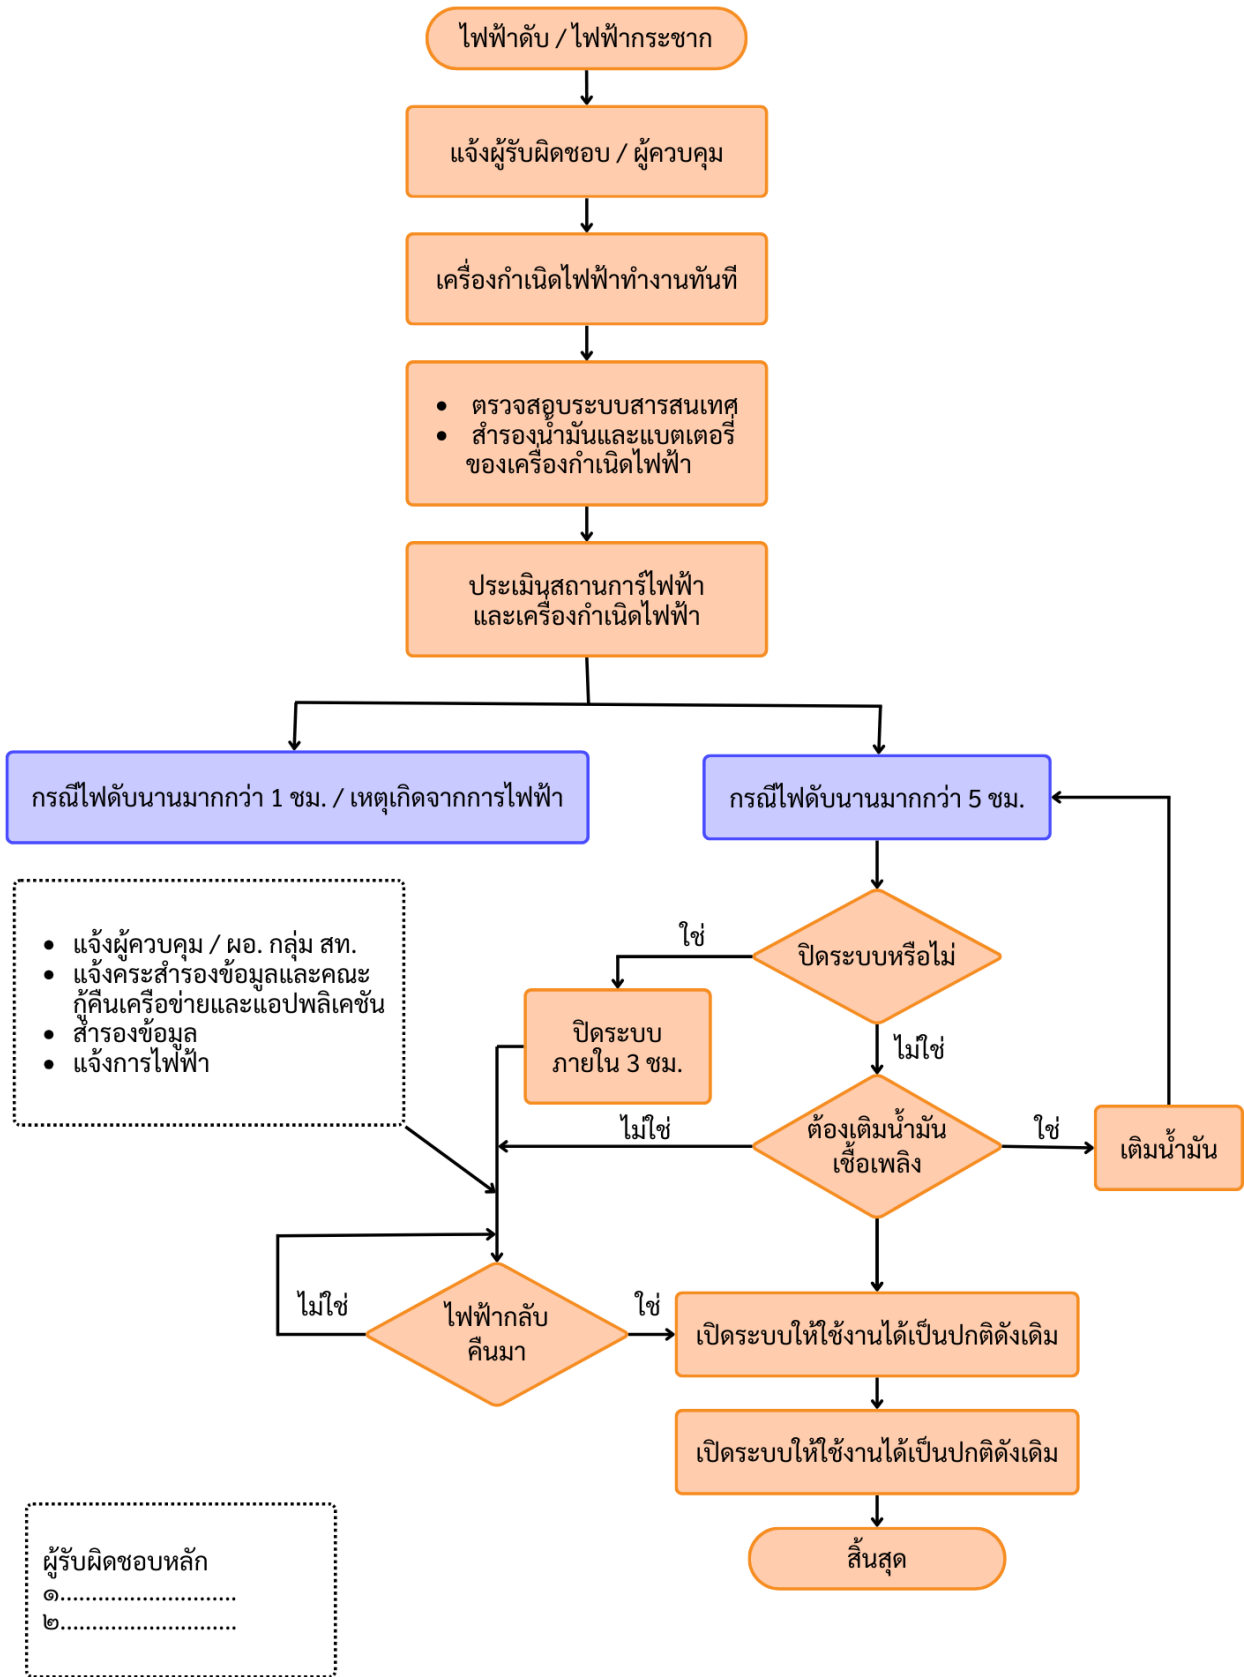 ไฟฟ้าดับ / ไฟฟ้ากระชาก
แจ้งผู้รับผิดชอบ / ผู้ควบคุม
เครื่องกำเนิดไฟฟ้าทำงานทันที
• ตรวจสอบระบบสารสนเทศ
• สำรองน้ำมันและแบตเตอรี่
ของเครื่องกำเนิดไฟฟ้า
ประเมินสถานการ์ไฟฟ้า
และเครื่องกำเนิดไฟฟ้า
กรณีไฟดับนานมากกว่า 1 ชม. / เหตุเกิดจากการไฟฟ้า
กรณีไฟดับนานมากกว่า 5 ชม.
• แจ้งผู้ควบคุม / ผอ. กลุ่ม สท.
• แจ้งคระสำรองข้อมูลและคณะ
กู้คืนเครือข่ายและแอปพลิเคชัน
• สำรองข้อมูล
• แจ้งการไฟฟ้า
ใช่
ปิดระบบหรือไม่
ปิดระบบ
ภายใน 3 ชม.
ไม่ใช่
ไม่ใช่
ต้องเติมน้ำมัน
เชื้อเพลิง
ใช่
เติมน้ำมัน
ไม่ใช่
ไฟฟ้ากลับ
คืนมา
ใช่
เปิดระบบให้ใช้งานได้เป็นปกติดังเดิม
เปิดระบบให้ใช้งานได้เป็นปกติดังเดิม
สิ้นสุด
ผู้รับผิดชอบหลัก
๑............................
๒............................